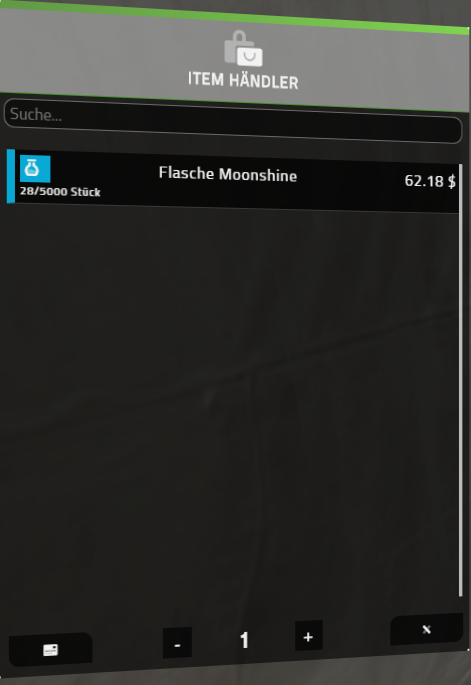 ITEM HÄNDLER
Suche...
Flasche Moonshine
62.18 $
28/5000 Stück
- 1 + x